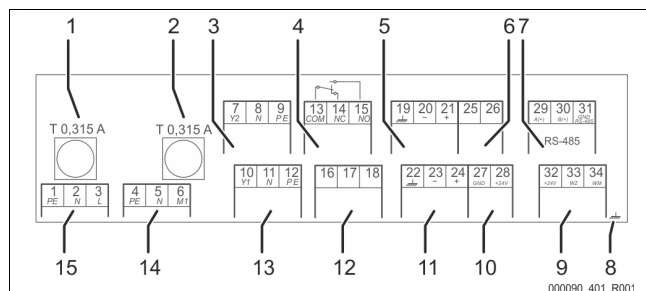 1 2 3 4 5 6 7
7 8 9 13 14 15 19 20 21 25 26 29 30 31
Y2 N PE COM NC NO − + A(+) B(+) GND RS-485
T 0,315 A T 0,315 A RS-485
10 11 12 16 17 18 22 23 24 27 28 32 33 34
Y1 N PE − + GND +24V +24V WZ WM
1 2 3 4 5 6
PE N L PE N M1
15 14 13 12 11 10 9 8
000090_401_R001